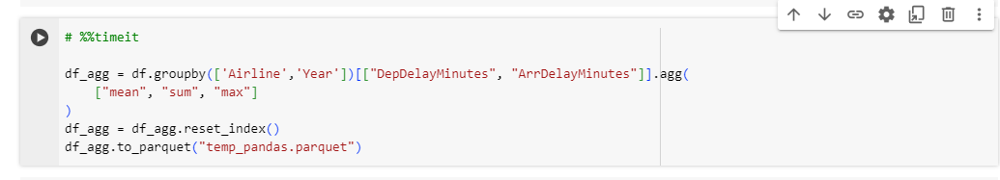 # %%timeit
df_agg = df.groupby(['Airline','Year'])[["DepDelayMinutes", "ArrDelayMinutes"]].agg(
    ["mean", "sum", "max"]
)
df_agg = df_agg.reset_index()
df_agg.to_parquet("temp_pandas.parquet")